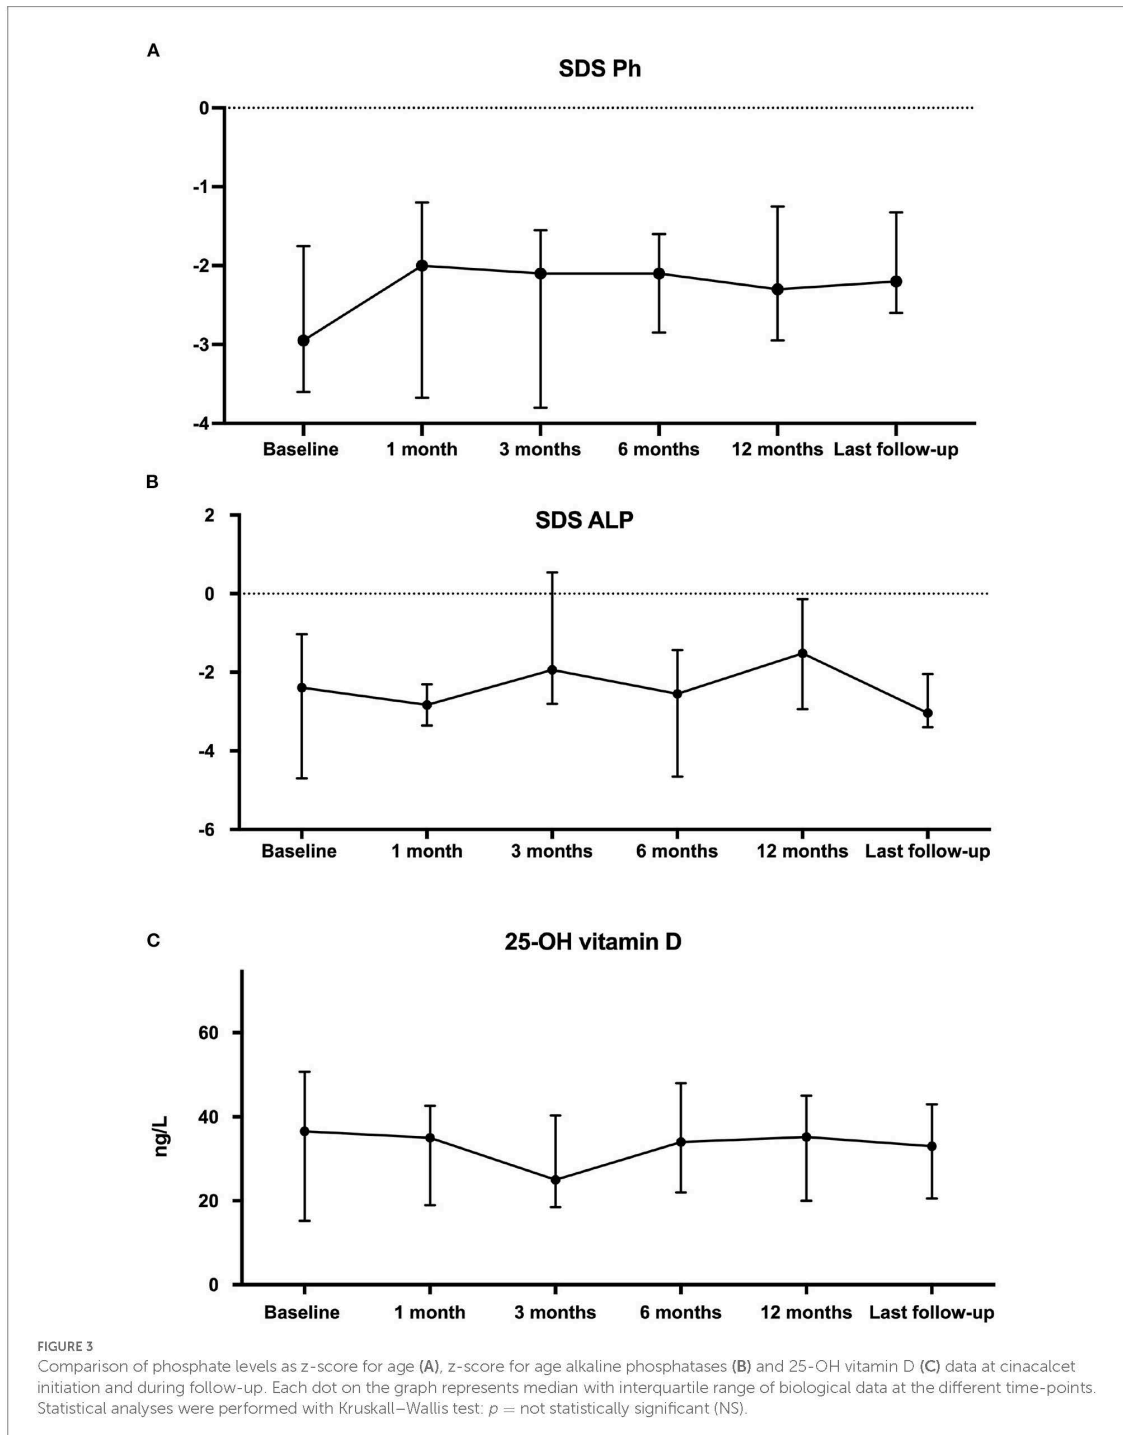 A
SDS Ph
0
-1
-2
-3
-4
Baseline 1 month 3 months 6 months 12 months Last follow-up
B
SDS ALP
2
0
-2
-4
-6
Baseline 1 month 3 months 6 months 12 months Last follow-up
C
25-OH vitamin D
ng/L
60
40
20
0
Baseline 1 month 3 months 6 months 12 months Last follow-up
FIGURE 3
Comparison of phosphate levels as z-score for age (A), z-score for age alkaline phosphatases (B) and 25-OH vitamin D (C) data at cinacalcet
initiation and during follow-up. Each dot on the graph represents median with interquartile range of biological data at the different time-points.
Statistical analyses were performed with Kruskall–Wallis test: p = not statistically significant (NS).